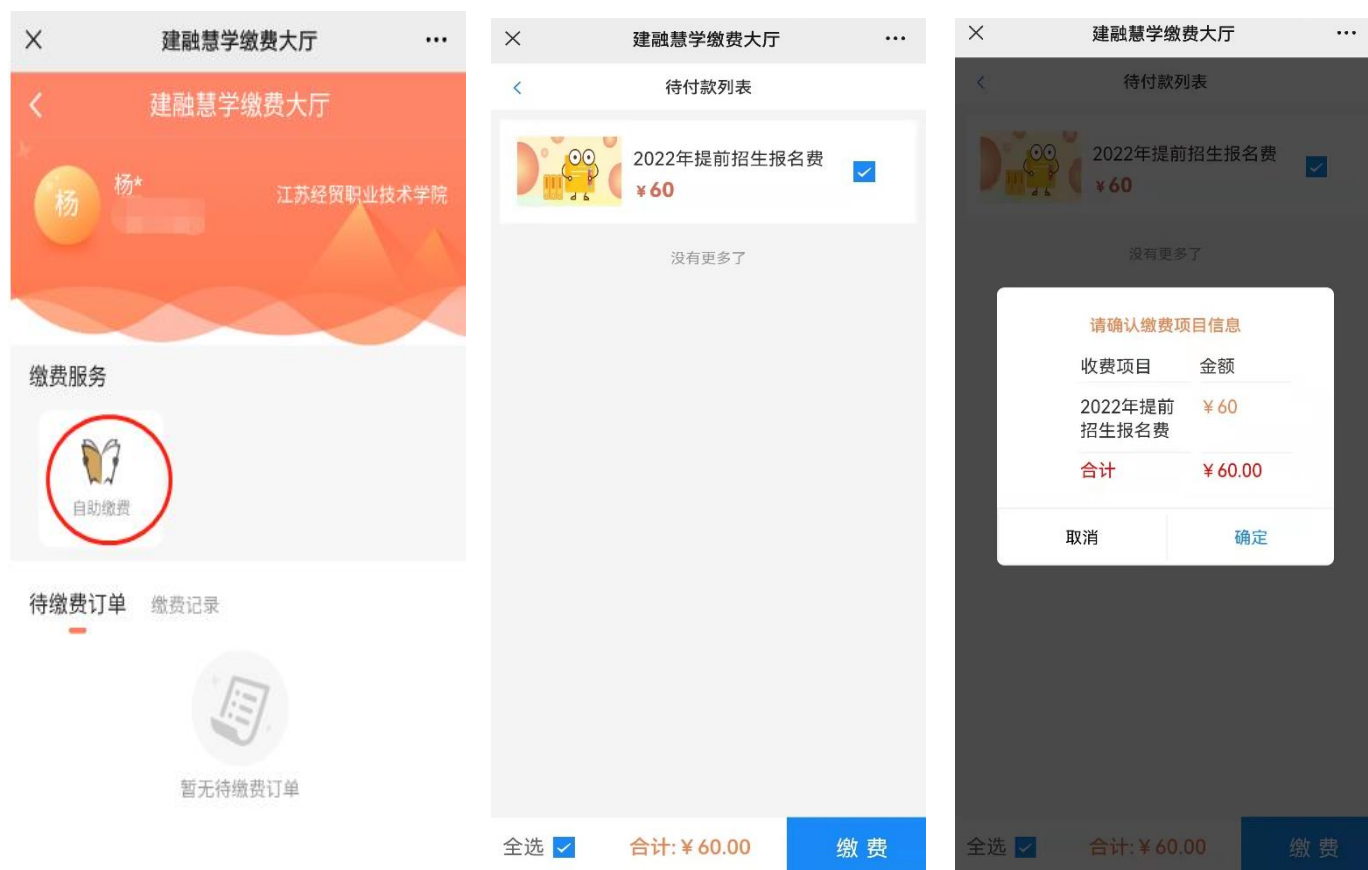 建融慧学缴费大厅
建融慧学缴费大厅
杨
杨*
江苏经贸职业技术学院
缴费服务
自助缴费
待缴费订单 缴费记录
暂无待缴费订单
建融慧学缴费大厅
待付款列表
2022年提前招生报名费
¥60
没有更多了
全选 合计:¥60.00 缴费
建融慧学缴费大厅
待付款列表
2022年提前招生报名费
¥60
没有更多了
请确认缴费项目信息
收费项目 金额
2022年提前 ¥60
招生报名费
合计 ¥60.00
取消 确定
全选 合计:¥60.00 缴费